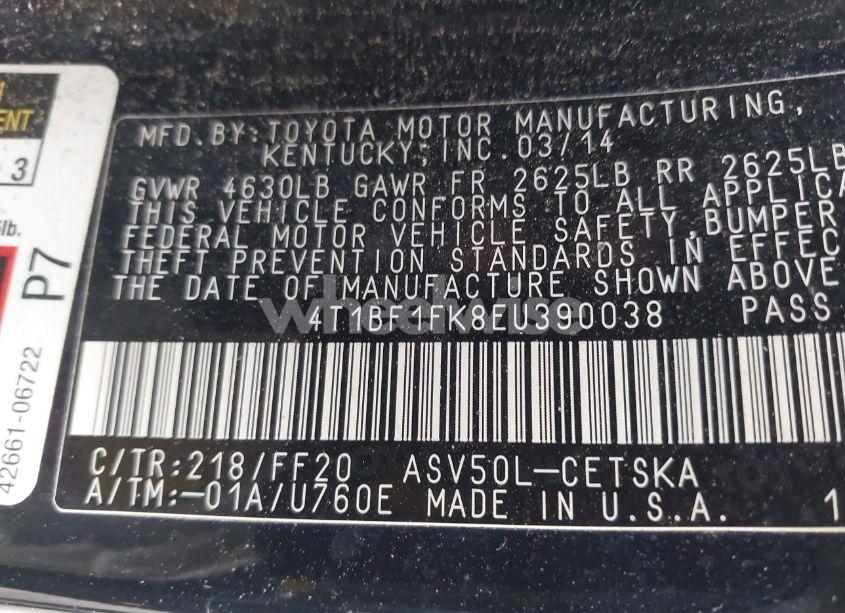 MFD.BY:TOYOTA MOTOR MANUFACTURING,
KENTUCKY,INC.03/14
GVWR 4630LB GAWR FR 2625LB RR 2625LB
THIS VEHICLE CONFORMS TO ALL APPLICA
FEDERAL MOTOR VEHICLE SAFETY,BUMPER
THEFT PREVENTION STANDARDS IN EFFEC
THE DATE OF MANUFACTURE SHOWN ABOVE
4T1BF1FK8EU390038 PASS
C/TR:218/FF20 ASV50L-CETSKA
A/TM:-01A/U760E MADE IN U.S.A.
ENT
3
lb.
P7
42661-06722